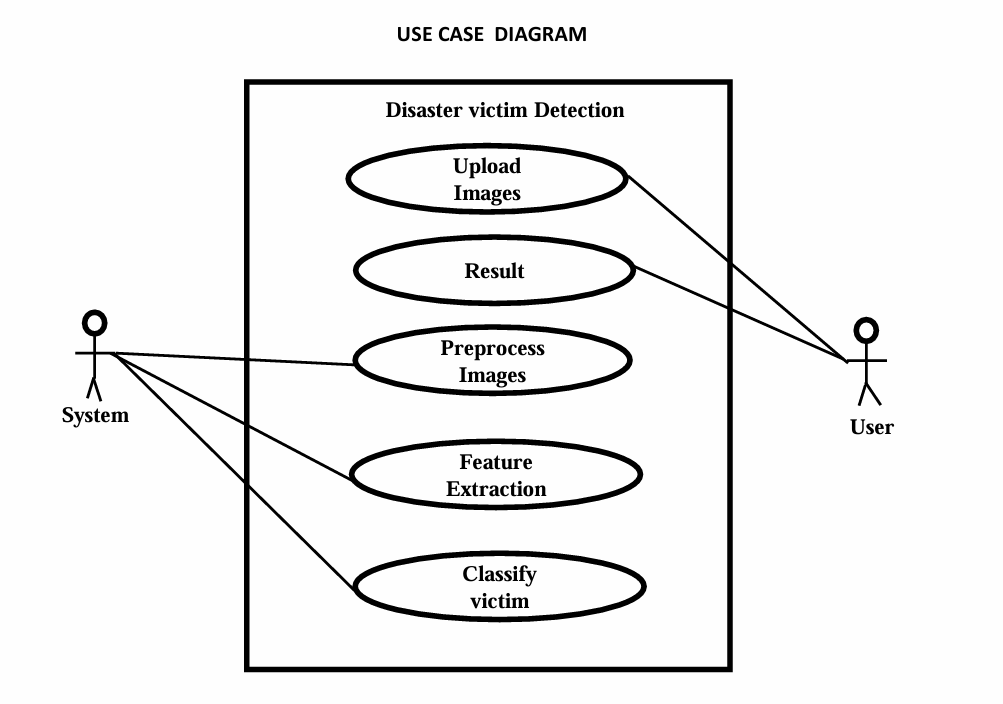 USE CASE DIAGRAM
Disaster victim Detection
Upload
Images
Result
Preprocess
Images
System
User
Feature
Extraction
Classify
victim